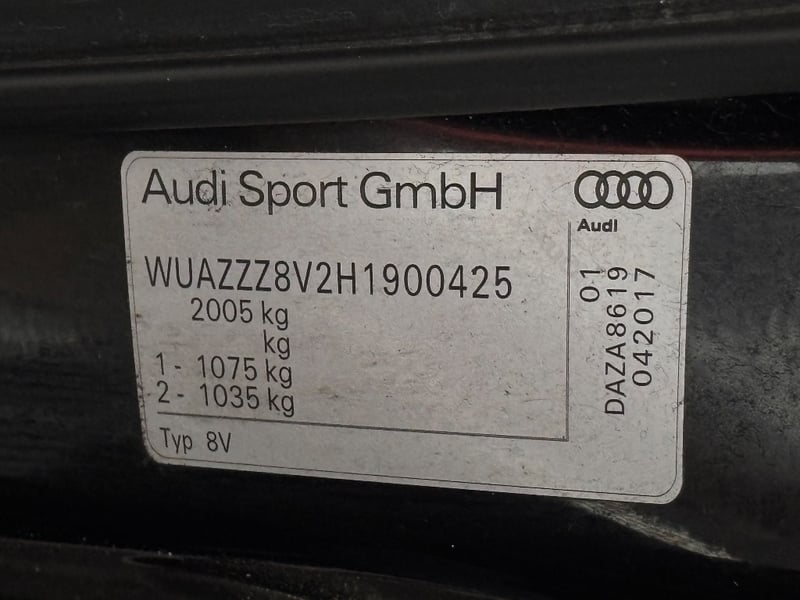 Audi Sport GmbH
Audi
WUAZZZ8V2H1900425
2005 kg
kg
1 - 1075 kg
2 - 1035 kg
Typ 8V
01
DAZA8619
042017